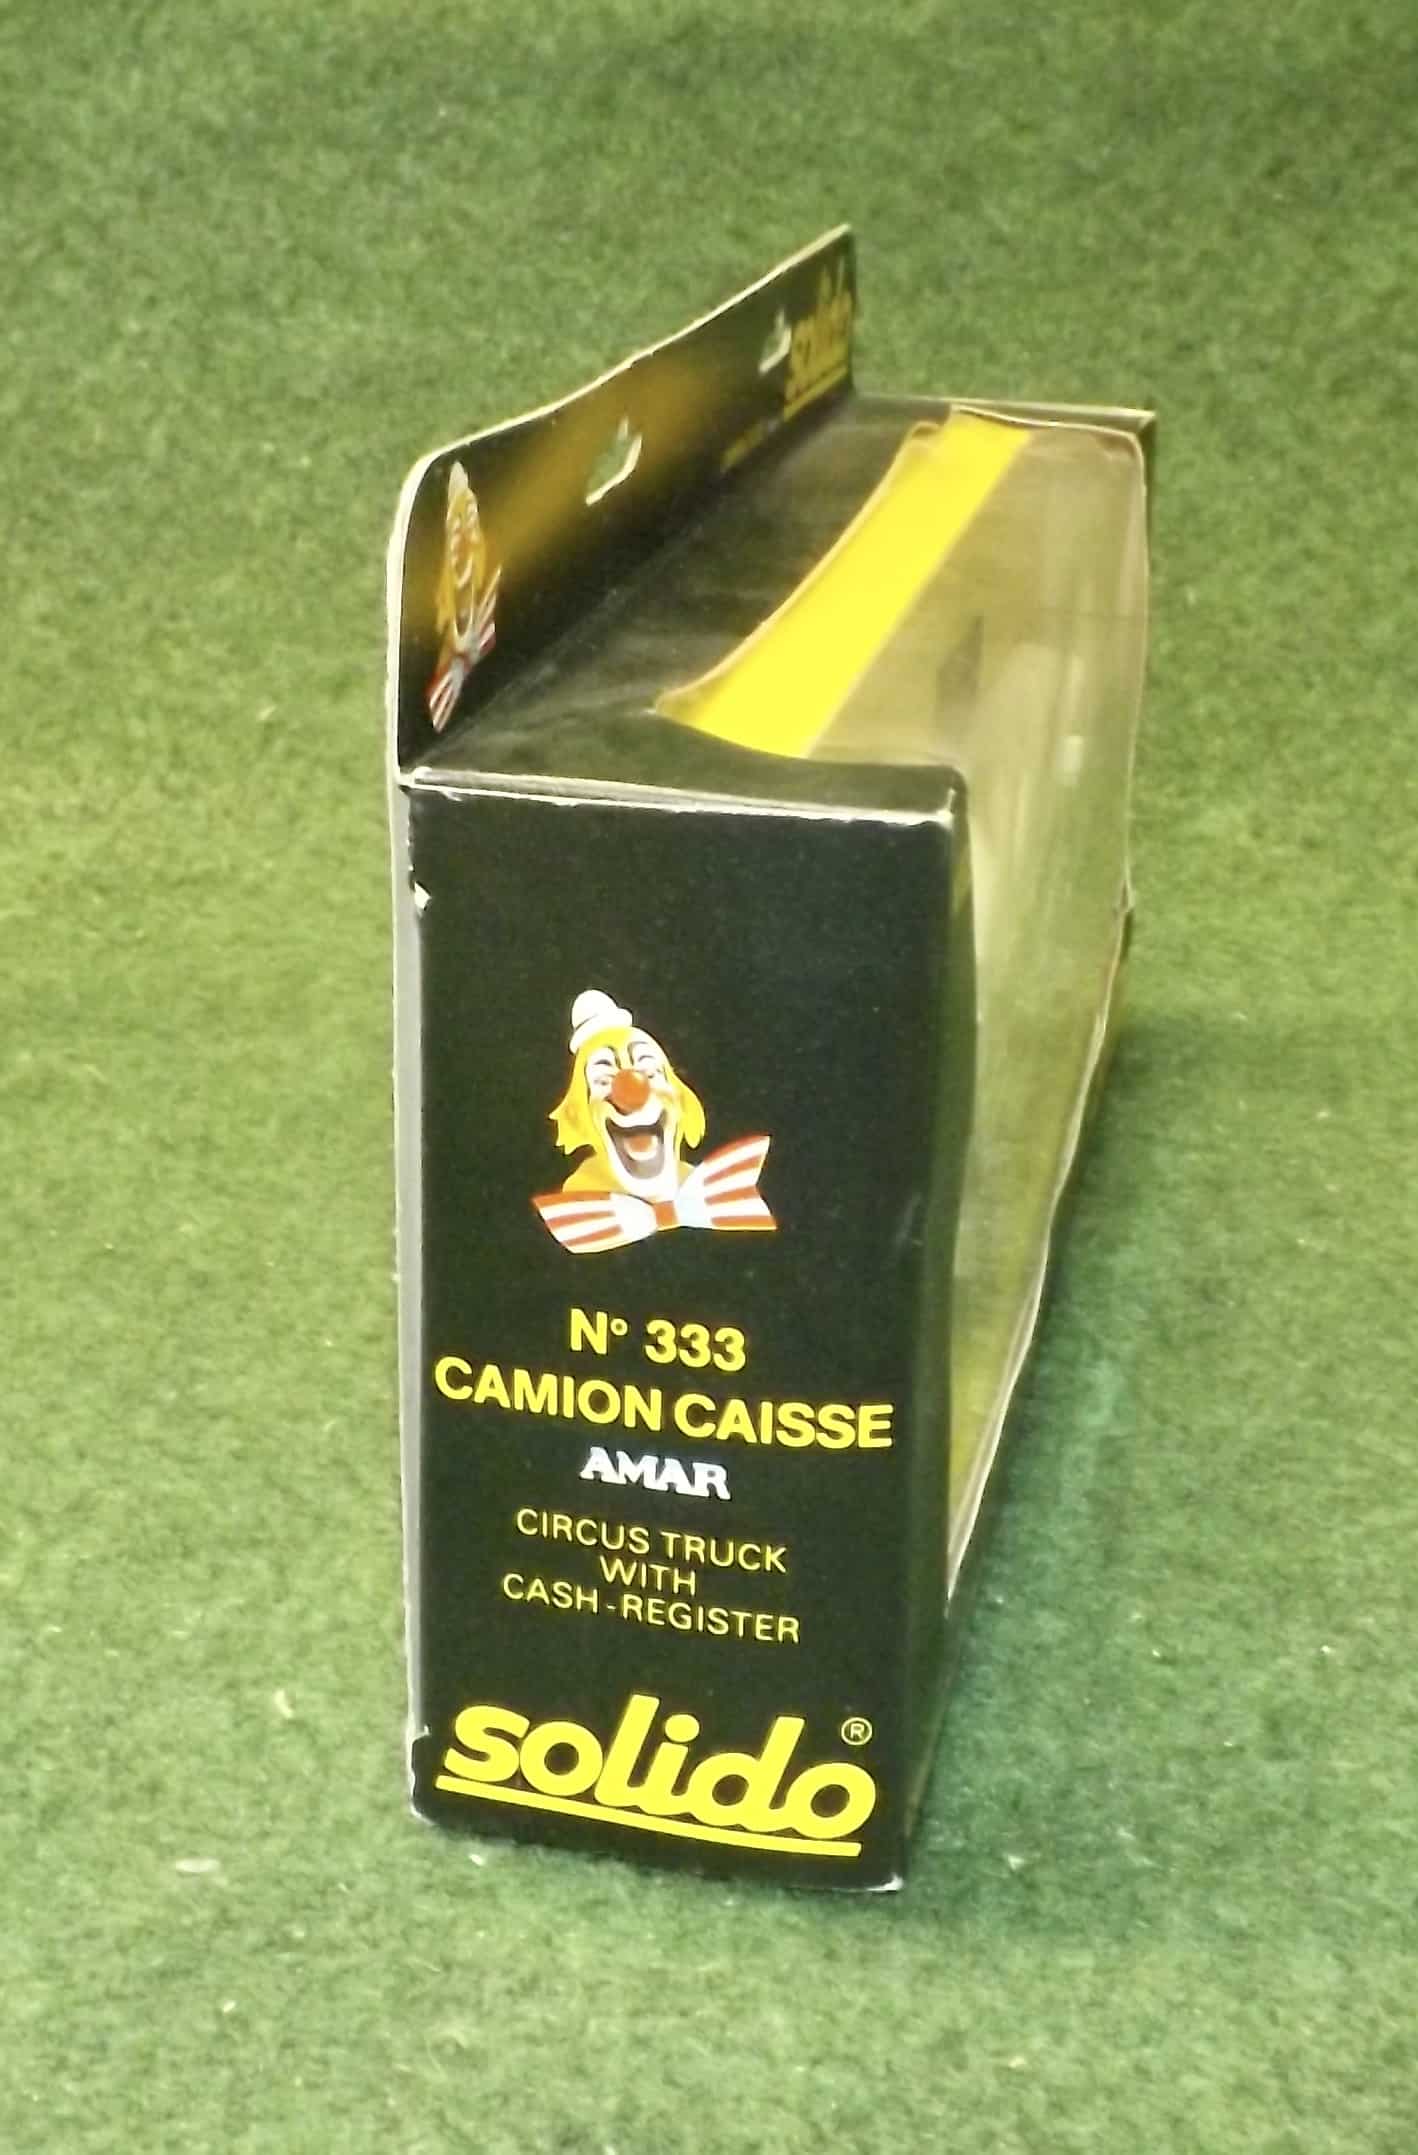 solido
N° 333
CAMION CAISSE
AMAR
CIRCUS TRUCK
WITH
CASH-REGISTER
solido ®